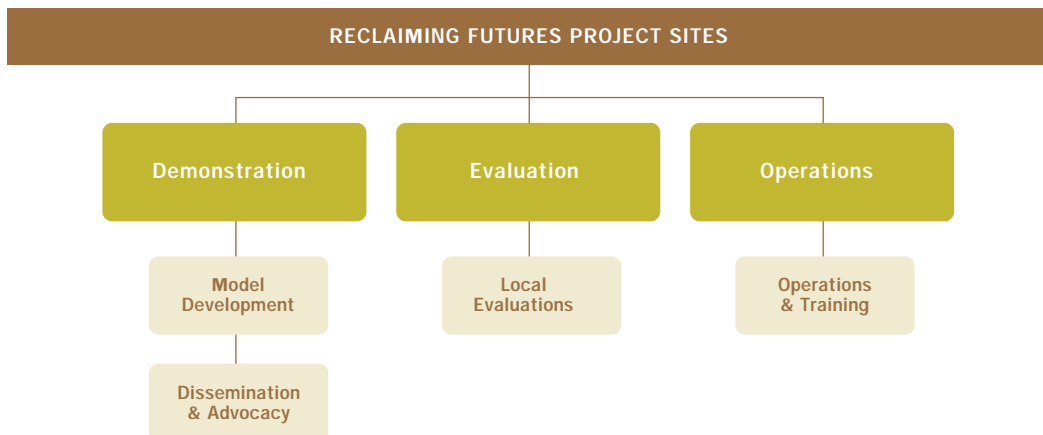 RECLAIMING FUTURES PROJECT SITES
Demonstration
Evaluation
Operations
Model
Development
Local
Evaluations
Operations
& Training
Dissemination
& Advocacy